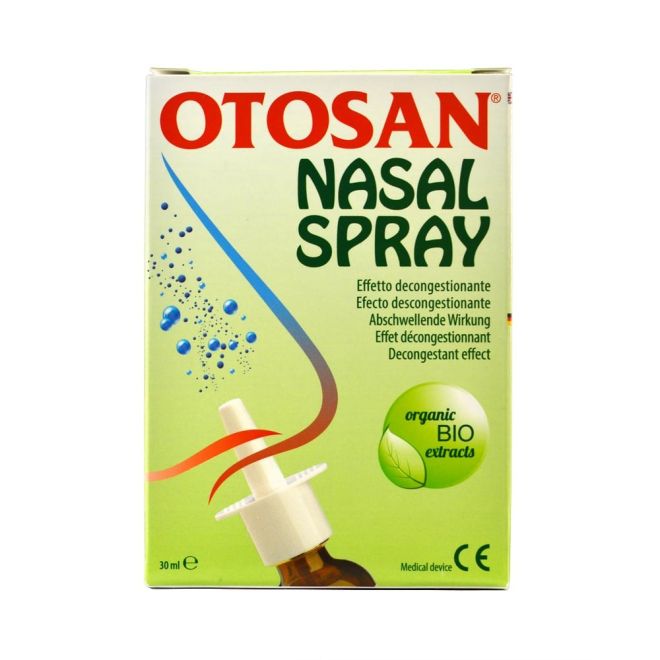 OTOSAN®
NASAL
SPRAY
Effetto decongestionante
Efecto descongestionante
Abschwellende Wirkung
Effet décongestionnant
Decongestant effect
organic
BIO
extracts
30 ml ℮
Medical device CE